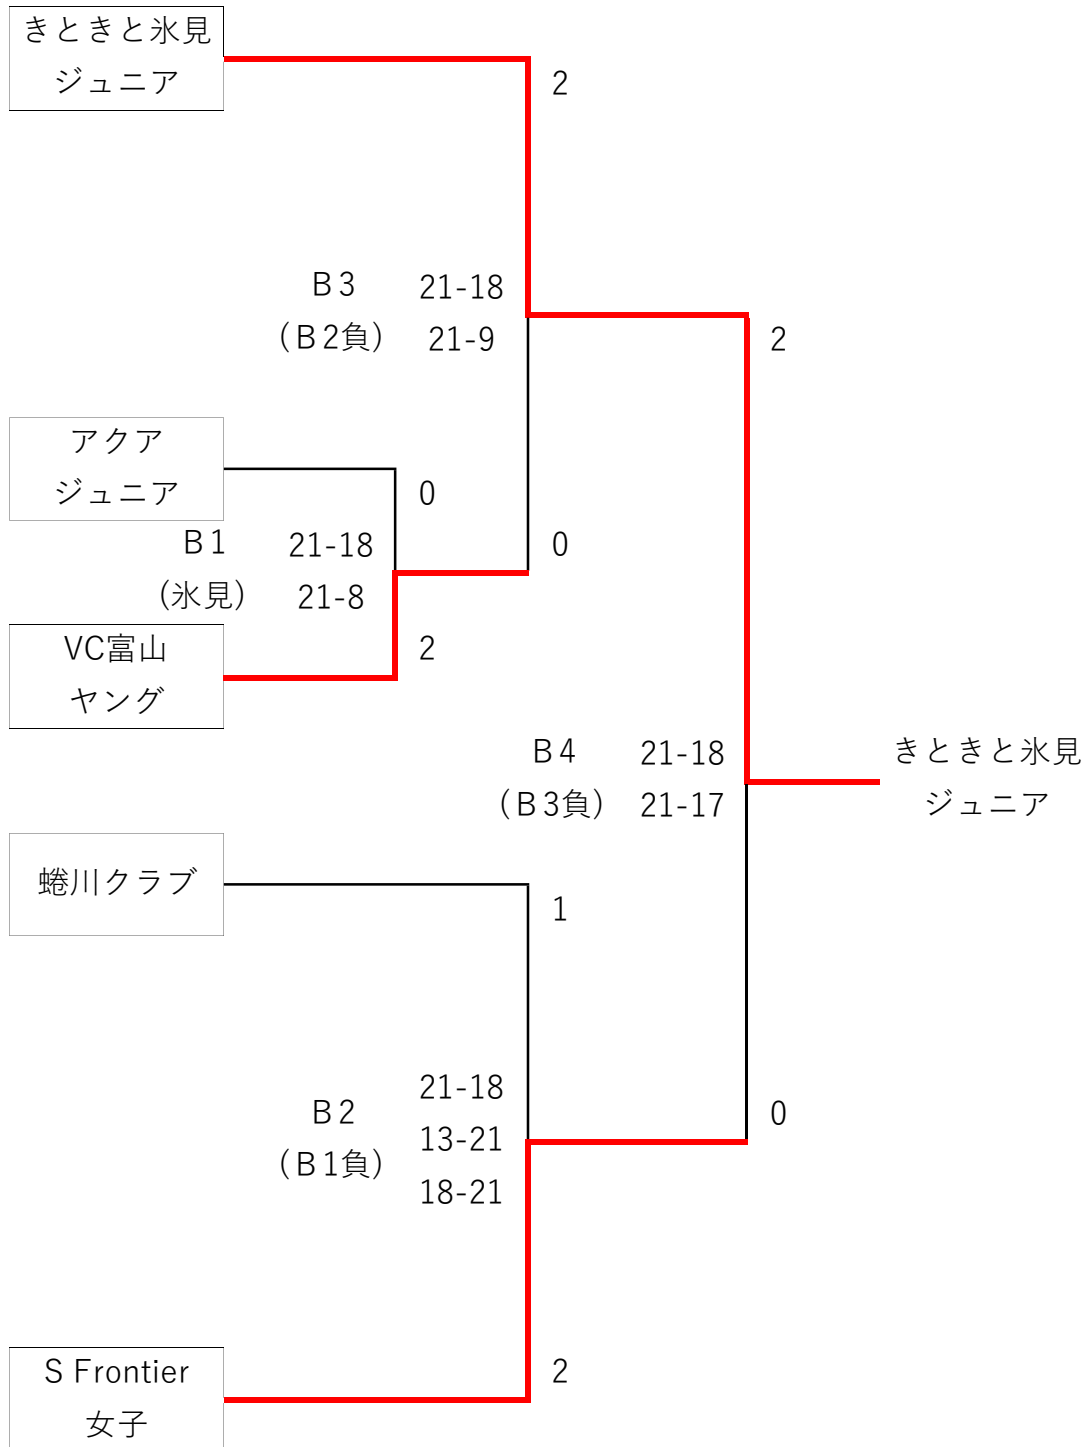 きときと氷見
ジュニア
2
B3
(B2負)
21-18
21-9
2
アクア
ジュニア
0
B1
(氷見)
21-18
21-8
0
VC富山
ヤング
2
B4
(B3負)
21-18
21-17
きときと氷見
ジュニア
蜷川クラブ
1
B2
(B1負)
21-18
13-21
18-21
0
S Frontier
女子
2